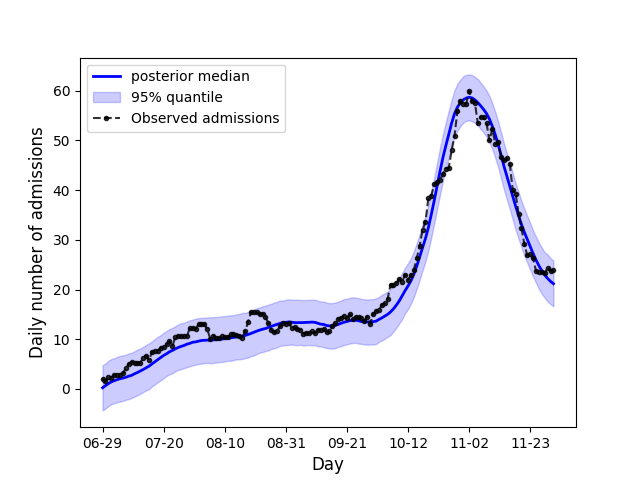 posterior median
95% quantile
Observed admissions
Daily number of admissions
60
50
40
30
20
10
0
06-29 07-20 08-10 08-31 09-21 10-12 11-02 11-23
Day